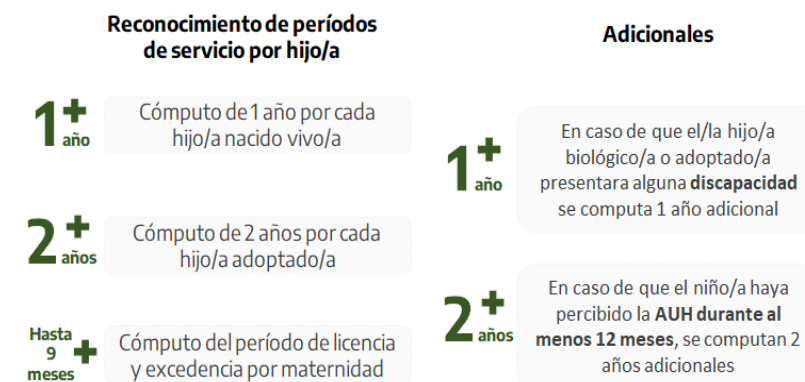 Reconocimiento de períodos
de servicio por hijo/a
1+
año
Cómputo de 1 año por cada
hijo/a nacido vivo/a
2+
años
Cómputo de 2 años por cada
hijo/a adoptado/a
Hasta
9
meses
+
Cómputo del período de licencia
y excedencia por maternidad
Adicionales
1+
año
En caso de que el/la hijo/a
biológico/a o adoptado/a
presentara alguna discapacidad
se computa 1 año adicional
2+
años
En caso de que el niño/a haya
percibido la AUH durante al
menos 12 meses, se computan 2
años adicionales